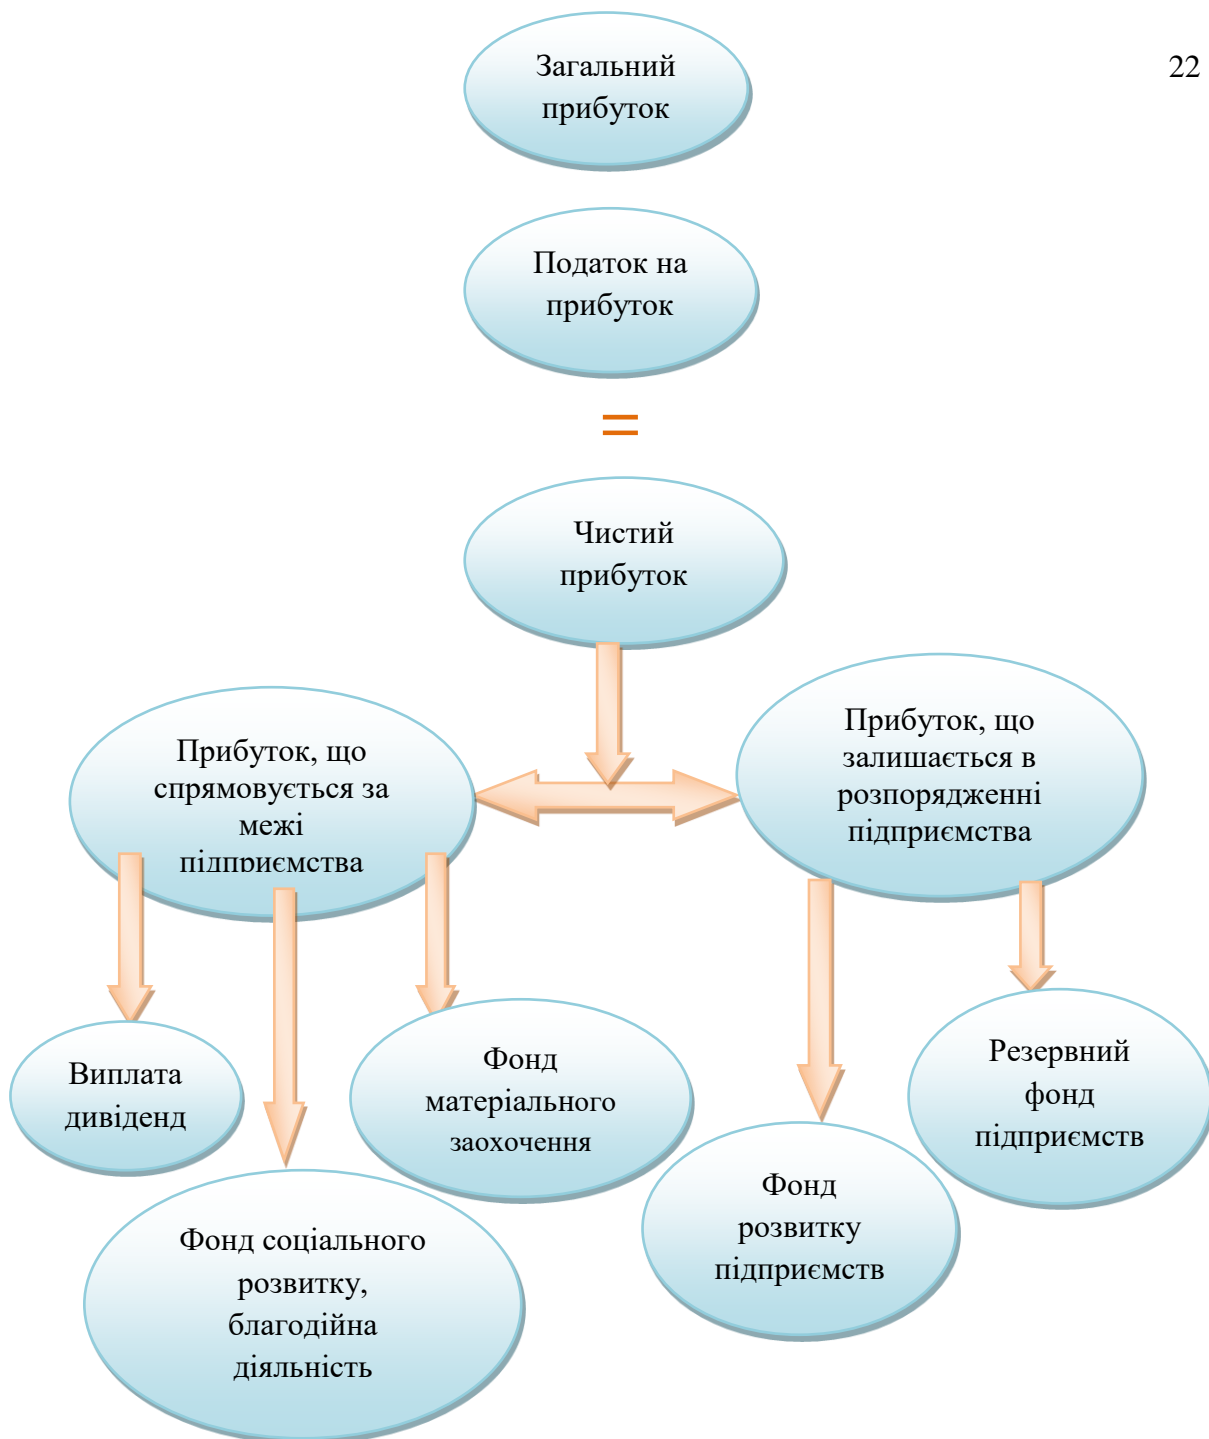 22
Загальний
прибуток
Податок на
прибуток
=
Чистий
прибуток
Прибуток, що
спрямовується за
межі
підприємства
Прибуток, що
залишається в
розпорядженні
підприємства
Виплата
дивіденд
Фонд
матеріального
заохочення
Резервний
фонд
підприємств
Фонд
розвитку
підприємств
Фонд соціального
розвитку,
благодійна
діяльність